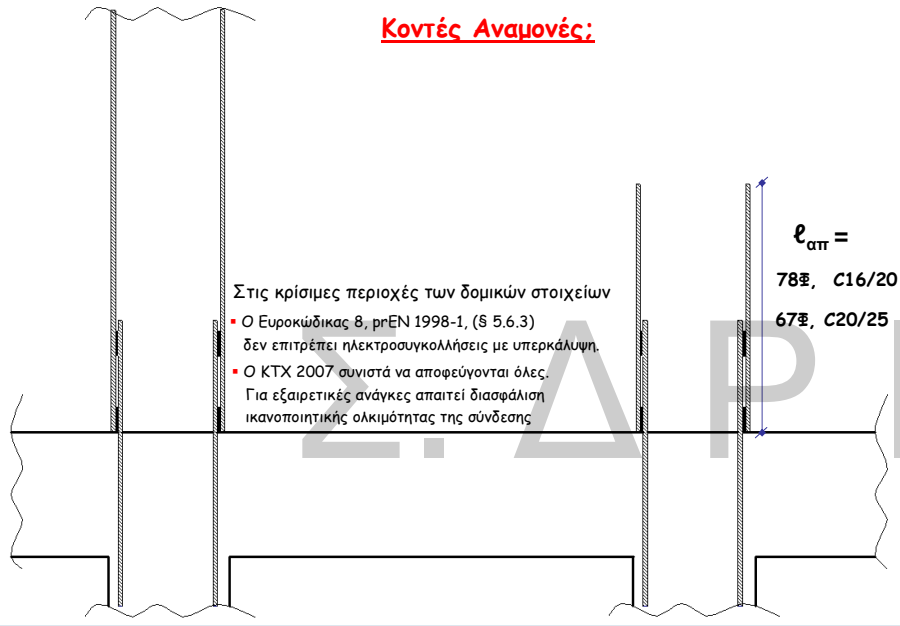 Κοντές Αναμονές;
Στις κρίσιμες περιοχές των δομικών στοιχείων
▪ Ο Ευροκώδικας 8, prEN 1998-1, (§ 5.6.3)
δεν επιτρέπει ηλεκτροσυγκολλήσεις με υπερκάλυψη.
▪ Ο ΚΤΧ 2007 συνιστά να αποφεύγονται όλες.
Για εξαιρετικές ανάγκες απαιτεί διασφάλιση
ικανοποιητικής ολκιμότητας της σύνδεσης
ℓαπ =
78Φ, C16/20
67Φ, C20/25
Σ. Δ Ρ